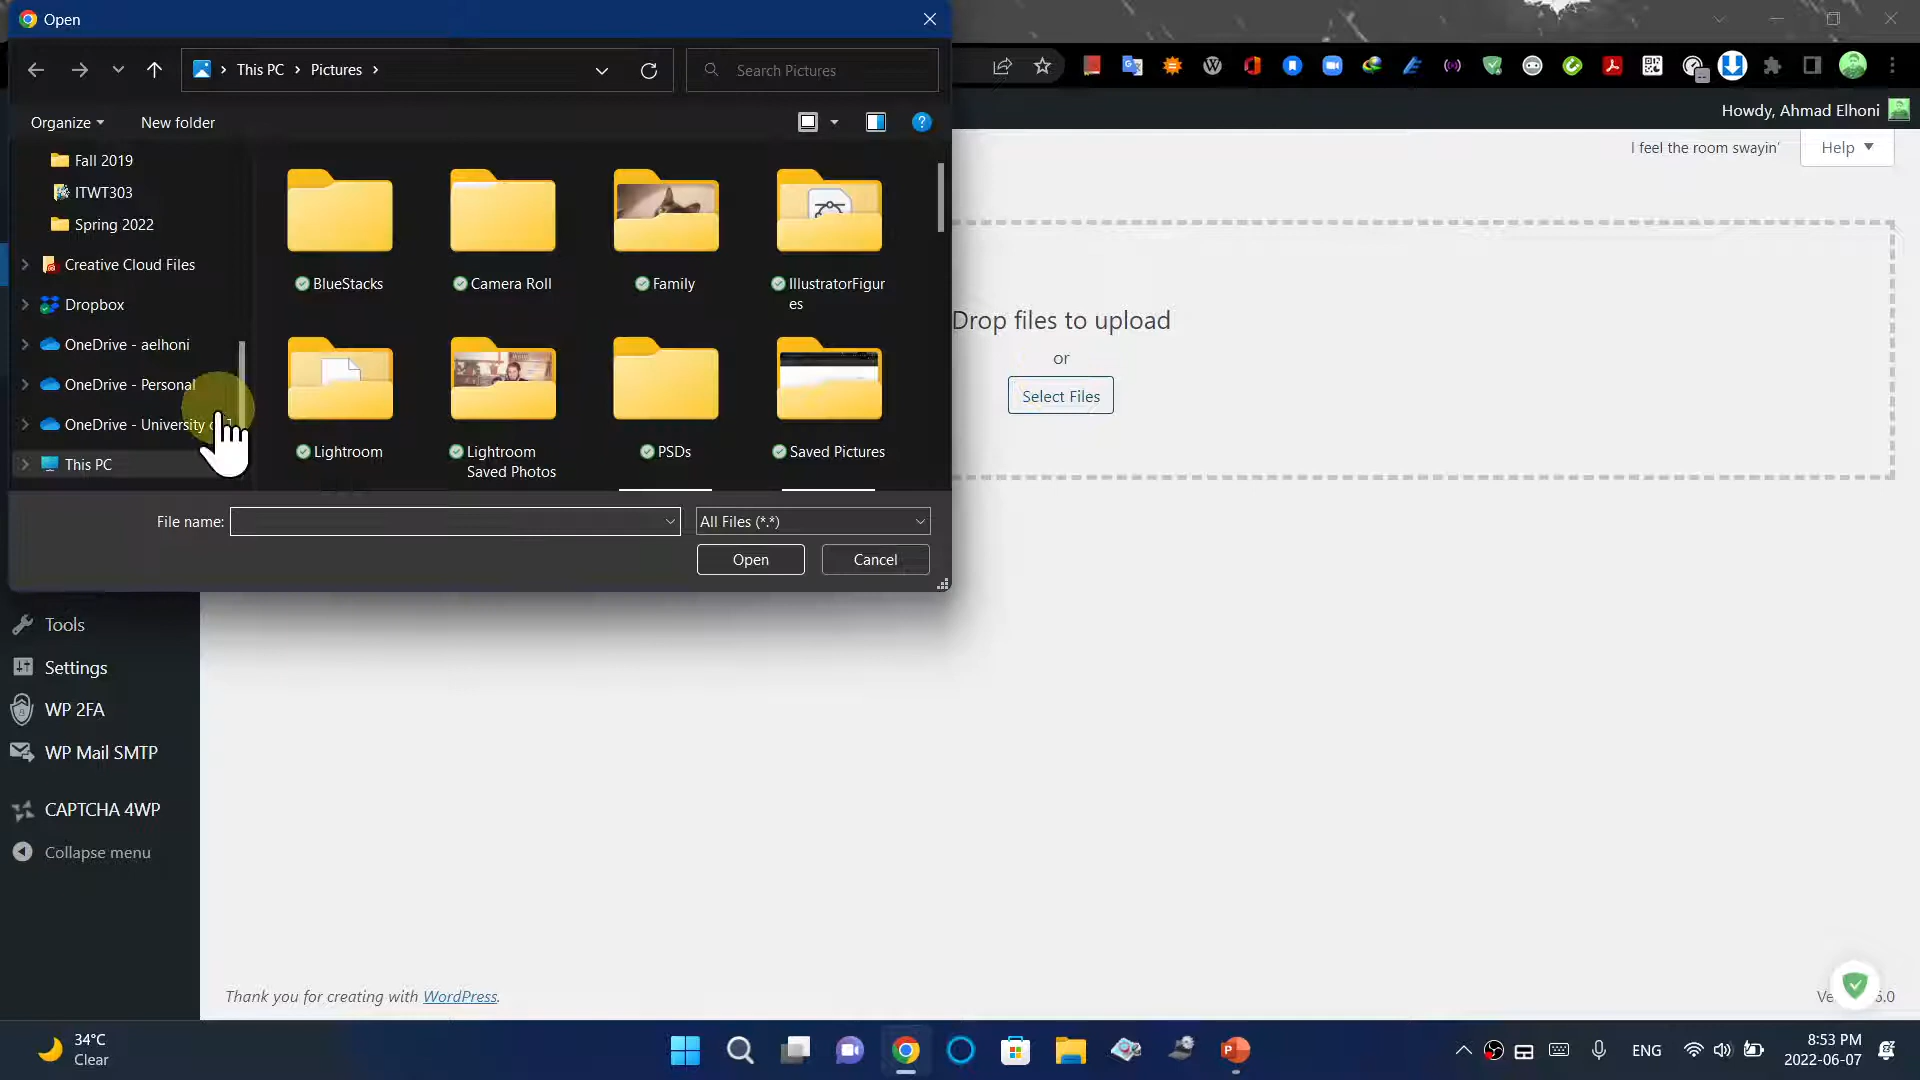 Open
This PC
Pictures
Search Pictures
Organize
New folder
Howdy, Ahmad Elhoni
I feel the room swayin'
Help
Fall 2019
ITWT303
Spring 2022
Creative Cloud Files
Dropbox
OneDrive - aelhoni
OneDrive - Personal
OneDrive - University
This PC
BlueStacks
Camera Roll
Family
IllustratorFigur
es
Lightroom
Lightroom
Saved Photos
PSDs
Saved Pictures
Drop files to upload
or
Select Files
File name:
All Files (*.*)
Open
Cancel
Tools
Settings
WP 2FA
WP Mail SMTP
CAPTCHA 4WP
Collapse menu
Thank you for creating with WordPress.
34°C
Clear
ENG
8:53 PM
2022-06-07